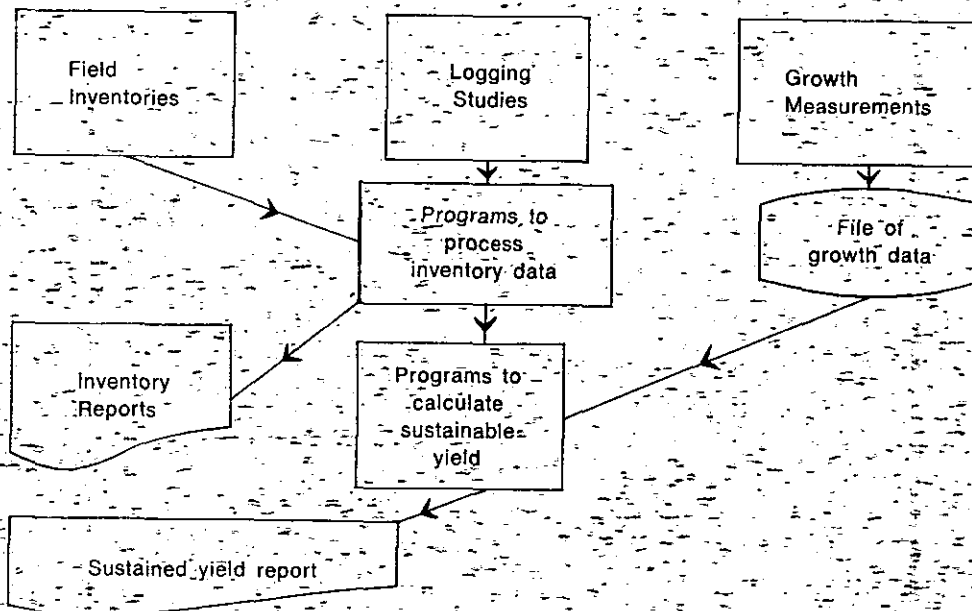 Field
Inventories
Logging
Studies
Growth
Measurements
Programs to
process
inventory data
File of
growth data
Inventory
Reports
Programs to
calculate
sustainable
yield
Sustained yield report